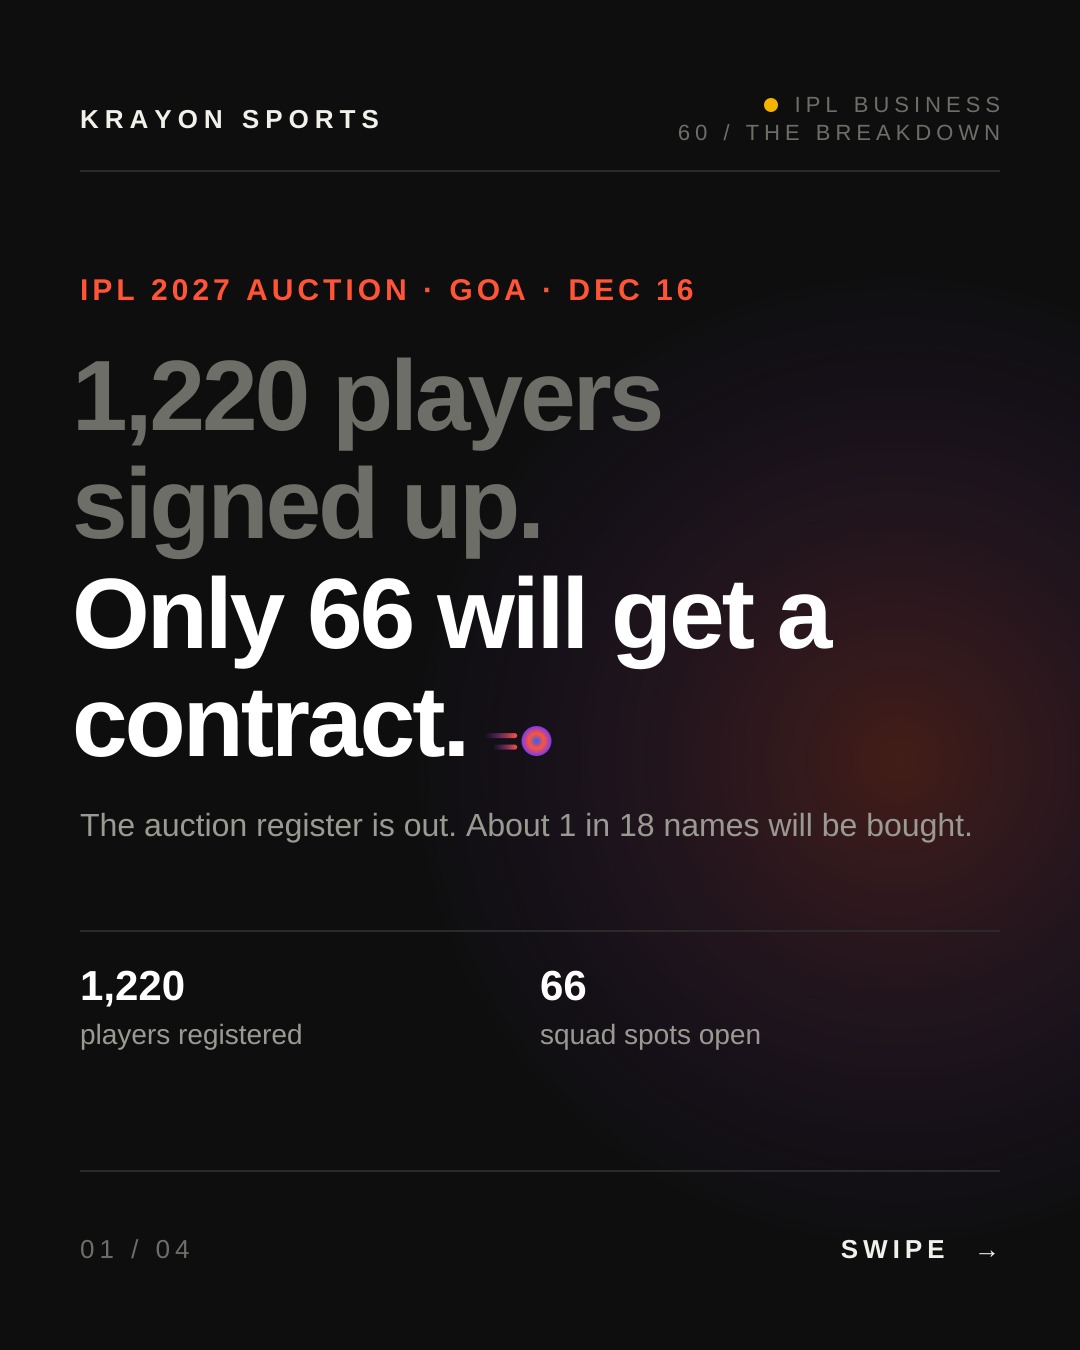 KRAYON SPORTS
IPL BUSINESS
60 / THE BREAKDOWN
IPL 2027 AUCTION · GOA · DEC 16
1,220 players
signed up.
Only 66 will get a
contract.
The auction register is out. About 1 in 18 names will be bought.
1,220
players registered
66
squad spots open
01 / 04
SWIPE →